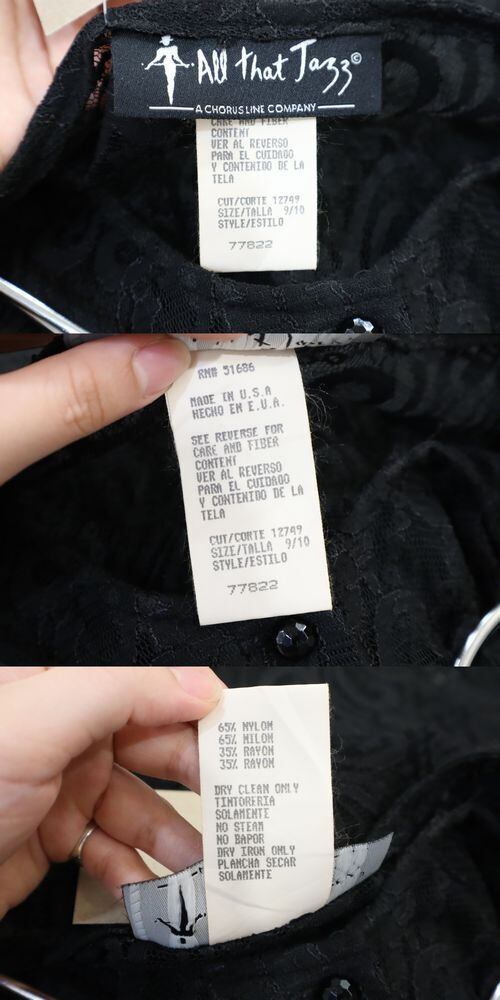 All that Jazz©
A CHORUS LINE COMPANY
CARE AND FIBER
CONTENT
VER AL REVERSO
PARA EL CUIDADO
Y CONTENIDO DE LA
TELA
CUT/CORTE 12749
SIZE/TALLA 9/10
STYLE/ESTILO
77822
RN# 51686
MADE IN U.S.A
HECHO EN E.U.A.
SEE REVERSE FOR
CARE AND FIBER
CONTENT
VER AL REVERSO
PARA EL CUIDADO
Y CONTENIDO DE LA
TELA
CUT/CORTE 12749
SIZE/TALLA 9/10
STYLE/ESTILO
77822
65% NYLON
65% NILON
35% RAYON
35% RAYON
DRY CLEAN ONLY
TINTORERIA
SOLAMENTE
NO STEAM
NO BAPOR
DRY IRON ONLY
PLANCHA SECAR
SOLAMENTE